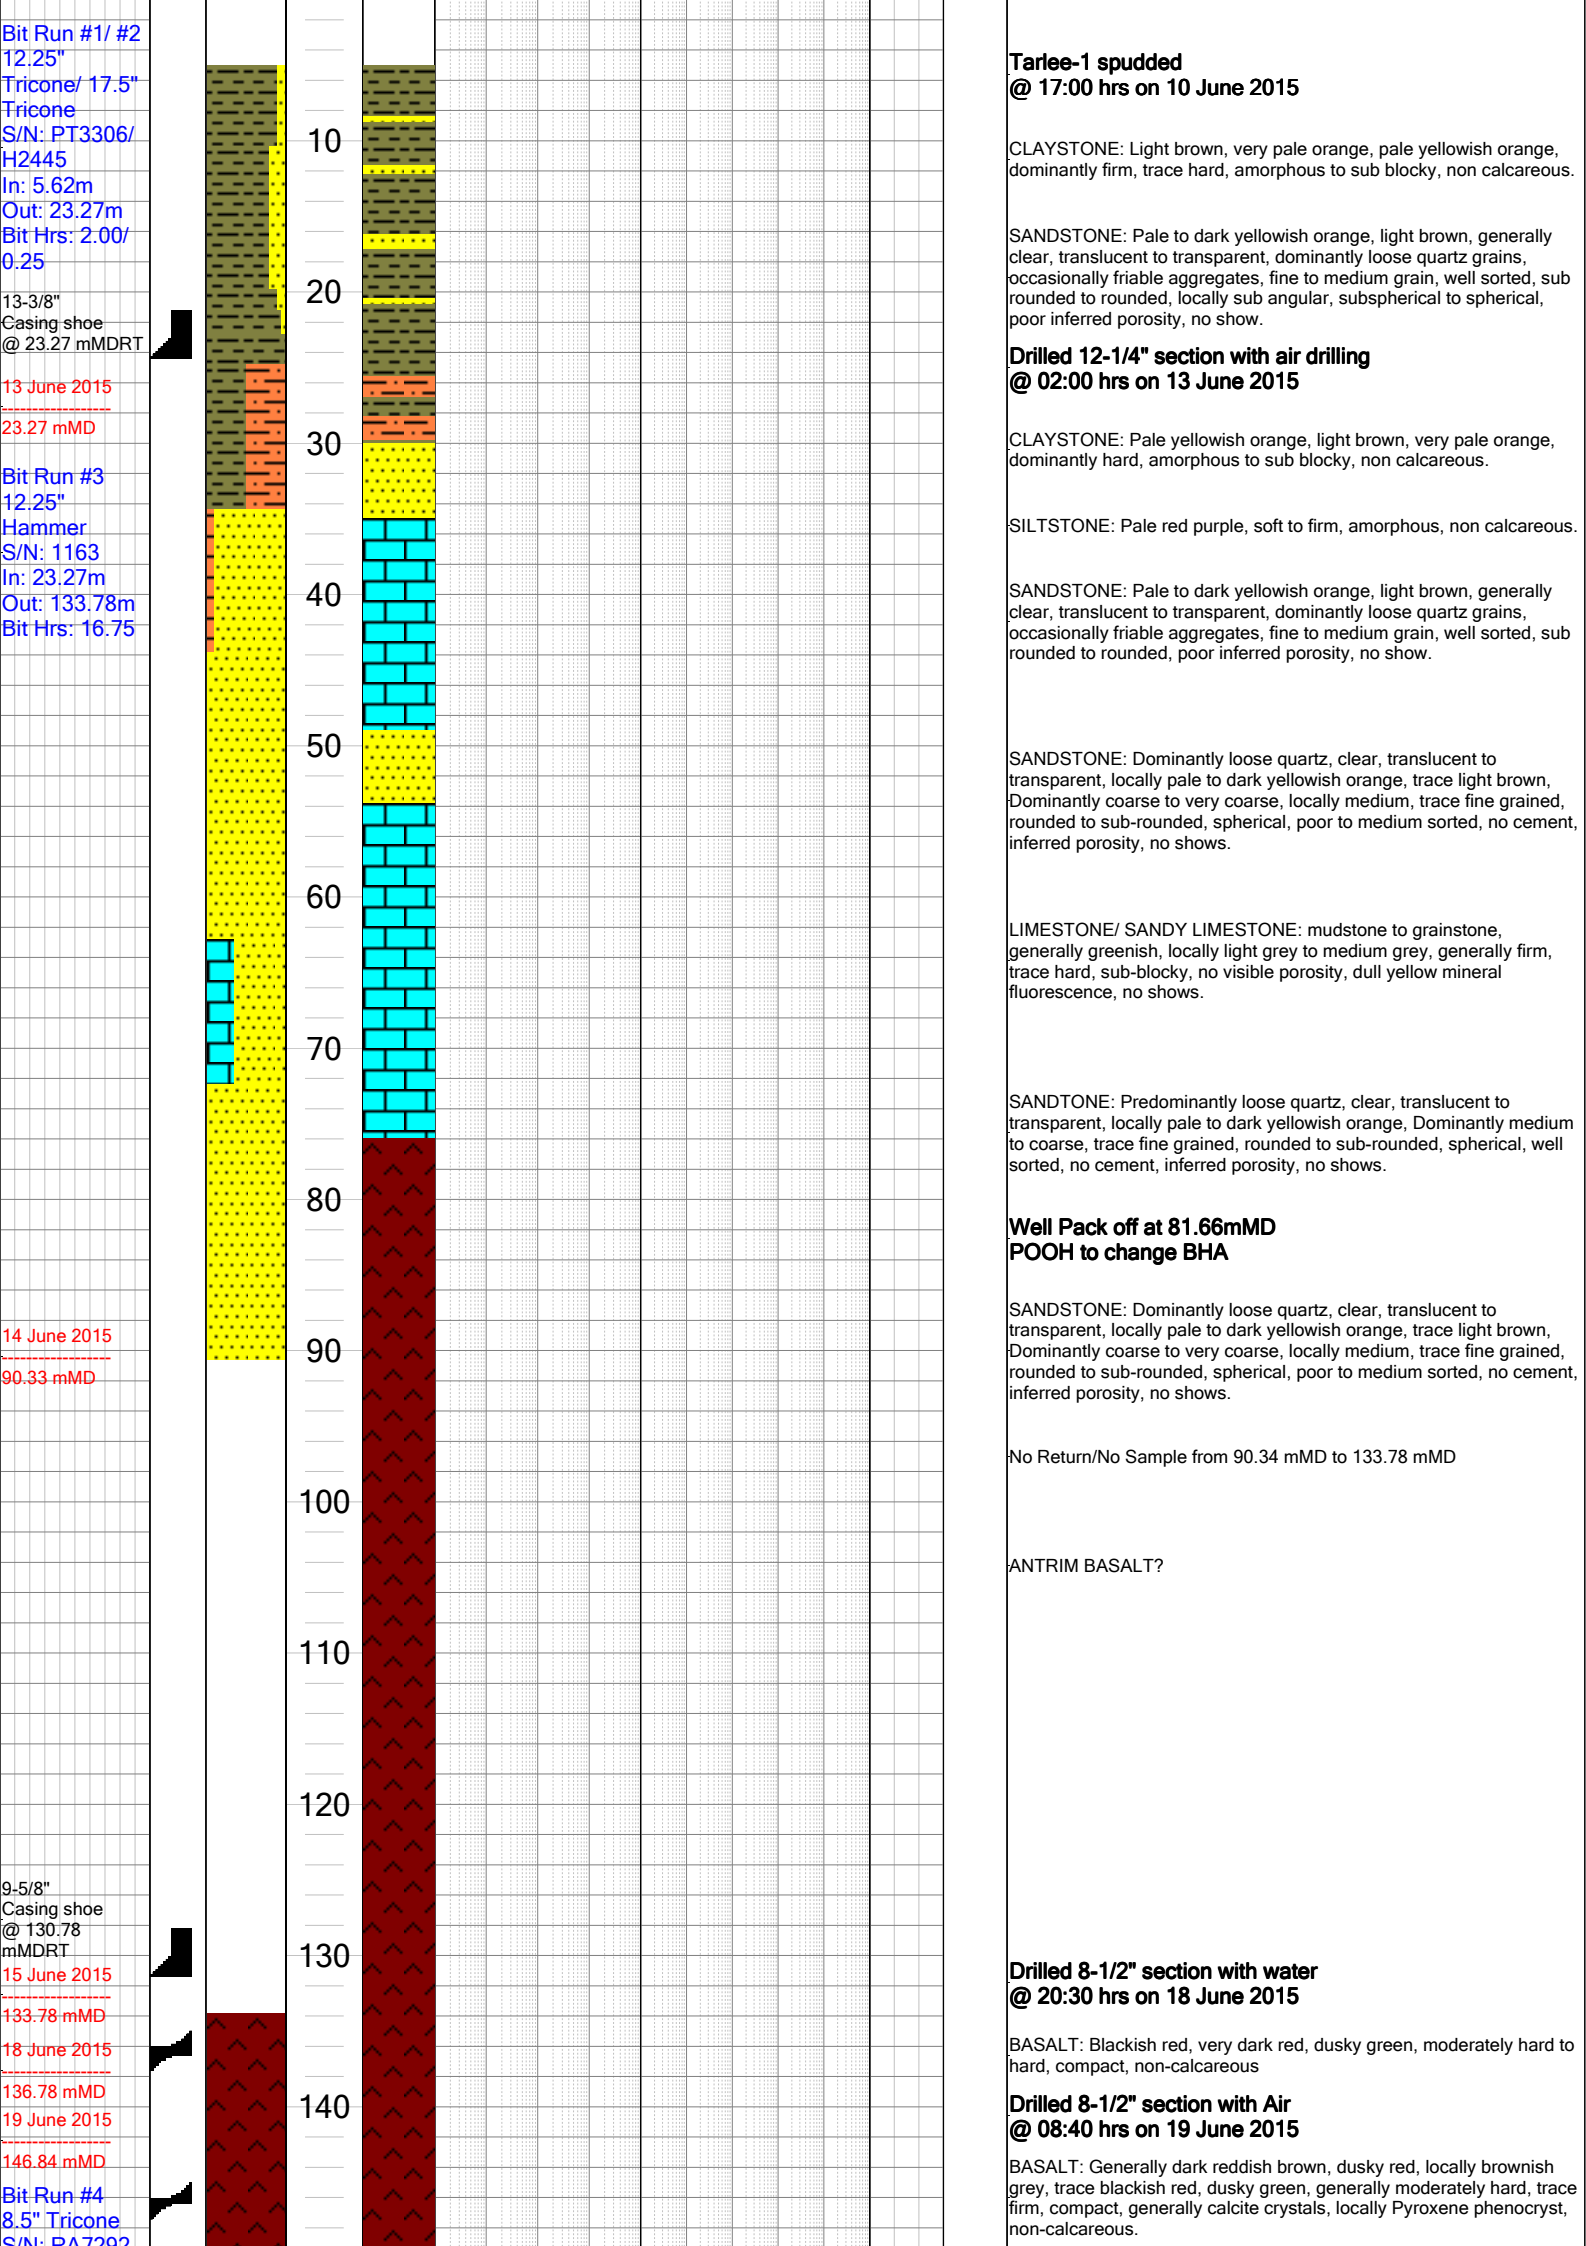 Bit Run #1/ #2
12.25"
Tricone/ 17.5"
Tricone
S/N: PT3306/
H2445
In: 5.62m
Out: 23.27m
Bit Hrs: 2.00/
0.25
13-3/8"
Casing shoe
@ 23.27 mMDRT
13 June 2015
------------------
23.27 mMD
Bit Run #3
12.25"
Hammer
S/N: 1163
In: 23.27m
Out: 133.78m
Bit Hrs: 16.75
14 June 2015
------------------
90.33 mMD
9-5/8"
Casing shoe
@ 130.78
mMDRT
15 June 2015
------------------
133.78 mMD
18 June 2015
------------------
136.78 mMD
19 June 2015
------------------
146.84 mMD
Bit Run #4
8.5" Tricone
S/N: RA7292
10
20
30
40
50
60
70
80
90
100
110
120
130
140
Tarlee-1 spudded
@ 17:00 hrs on 10 June 2015
CLAYSTONE: Light brown, very pale orange, pale yellowish orange,
dominantly firm, trace hard, amorphous to sub blocky, non calcareous.
SANDSTONE: Pale to dark yellowish orange, light brown, generally
clear, translucent to transparent, dominantly loose quartz grains,
occasionally friable aggregates, fine to medium grain, well sorted, sub
rounded to rounded, locally sub angular, subspherical to spherical,
poor inferred porosity, no show.
Drilled 12-1/4" section with air drilling
@ 02:00 hrs on 13 June 2015
CLAYSTONE: Pale yellowish orange, light brown, very pale orange,
dominantly hard, amorphous to sub blocky, non calcareous.
SILTSTONE: Pale red purple, soft to firm, amorphous, non calcareous.
SANDSTONE: Pale to dark yellowish orange, light brown, generally
clear, translucent to transparent, dominantly loose quartz grains,
occasionally friable aggregates, fine to medium grain, well sorted, sub
rounded to rounded, poor inferred porosity, no show.
SANDSTONE: Dominantly loose quartz, clear, translucent to
transparent, locally pale to dark yellowish orange, trace light brown,
Dominantly coarse to very coarse, locally medium, trace fine grained,
rounded to sub-rounded, spherical, poor to medium sorted, no cement,
inferred porosity, no shows.
LIMESTONE/ SANDY LIMESTONE: mudstone to grainstone,
generally greenish, locally light grey to medium grey, generally firm,
trace hard, sub-blocky, no visible porosity, dull yellow mineral
fluorescence, no shows.
SANDTONE: Predominantly loose quartz, clear, translucent to
transparent, locally pale to dark yellowish orange, Dominantly medium
to coarse, trace fine grained, rounded to sub-rounded, spherical, well
sorted, no cement, inferred porosity, no shows.
Well Pack off at 81.66mMD
POOH to change BHA
SANDSTONE: Dominantly loose quartz, clear, translucent to
transparent, locally pale to dark yellowish orange, trace light brown,
Dominantly coarse to very coarse, locally medium, trace fine grained,
rounded to sub-rounded, spherical, poor to medium sorted, no cement,
inferred porosity, no shows.
No Return/No Sample from 90.34 mMD to 133.78 mMD
ANTRIM BASALT?
Drilled 8-1/2" section with water
@ 20:30 hrs on 18 June 2015
BASALT: Blackish red, very dark red, dusky green, moderately hard to
hard, compact, non-calcareous
Drilled 8-1/2" section with Air
@ 08:40 hrs on 19 June 2015
BASALT: Generally dark reddish brown, dusky red, locally brownish
grey, trace blackish red, dusky green, generally moderately hard, trace
firm, compact, generally calcite crystals, locally Pyroxene phenocryst,
non-calcareous.